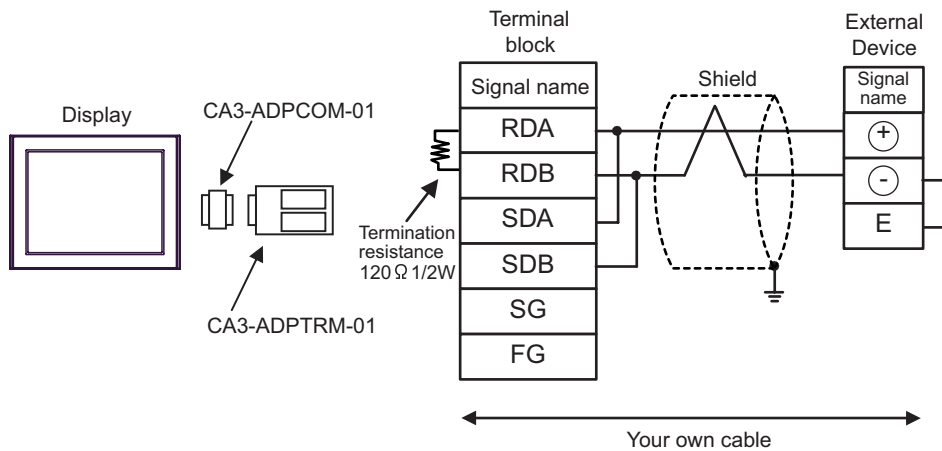 Display
CA3-ADPCOM-01
CA3-ADPTRM-01
Termination
resistance
120Ω 1/2W
Terminal
block
Signal name
RDA
RDB
SDA
SDB
SG
FG
Shield
External
Device
Signal
name
+
-
E
Your own cable